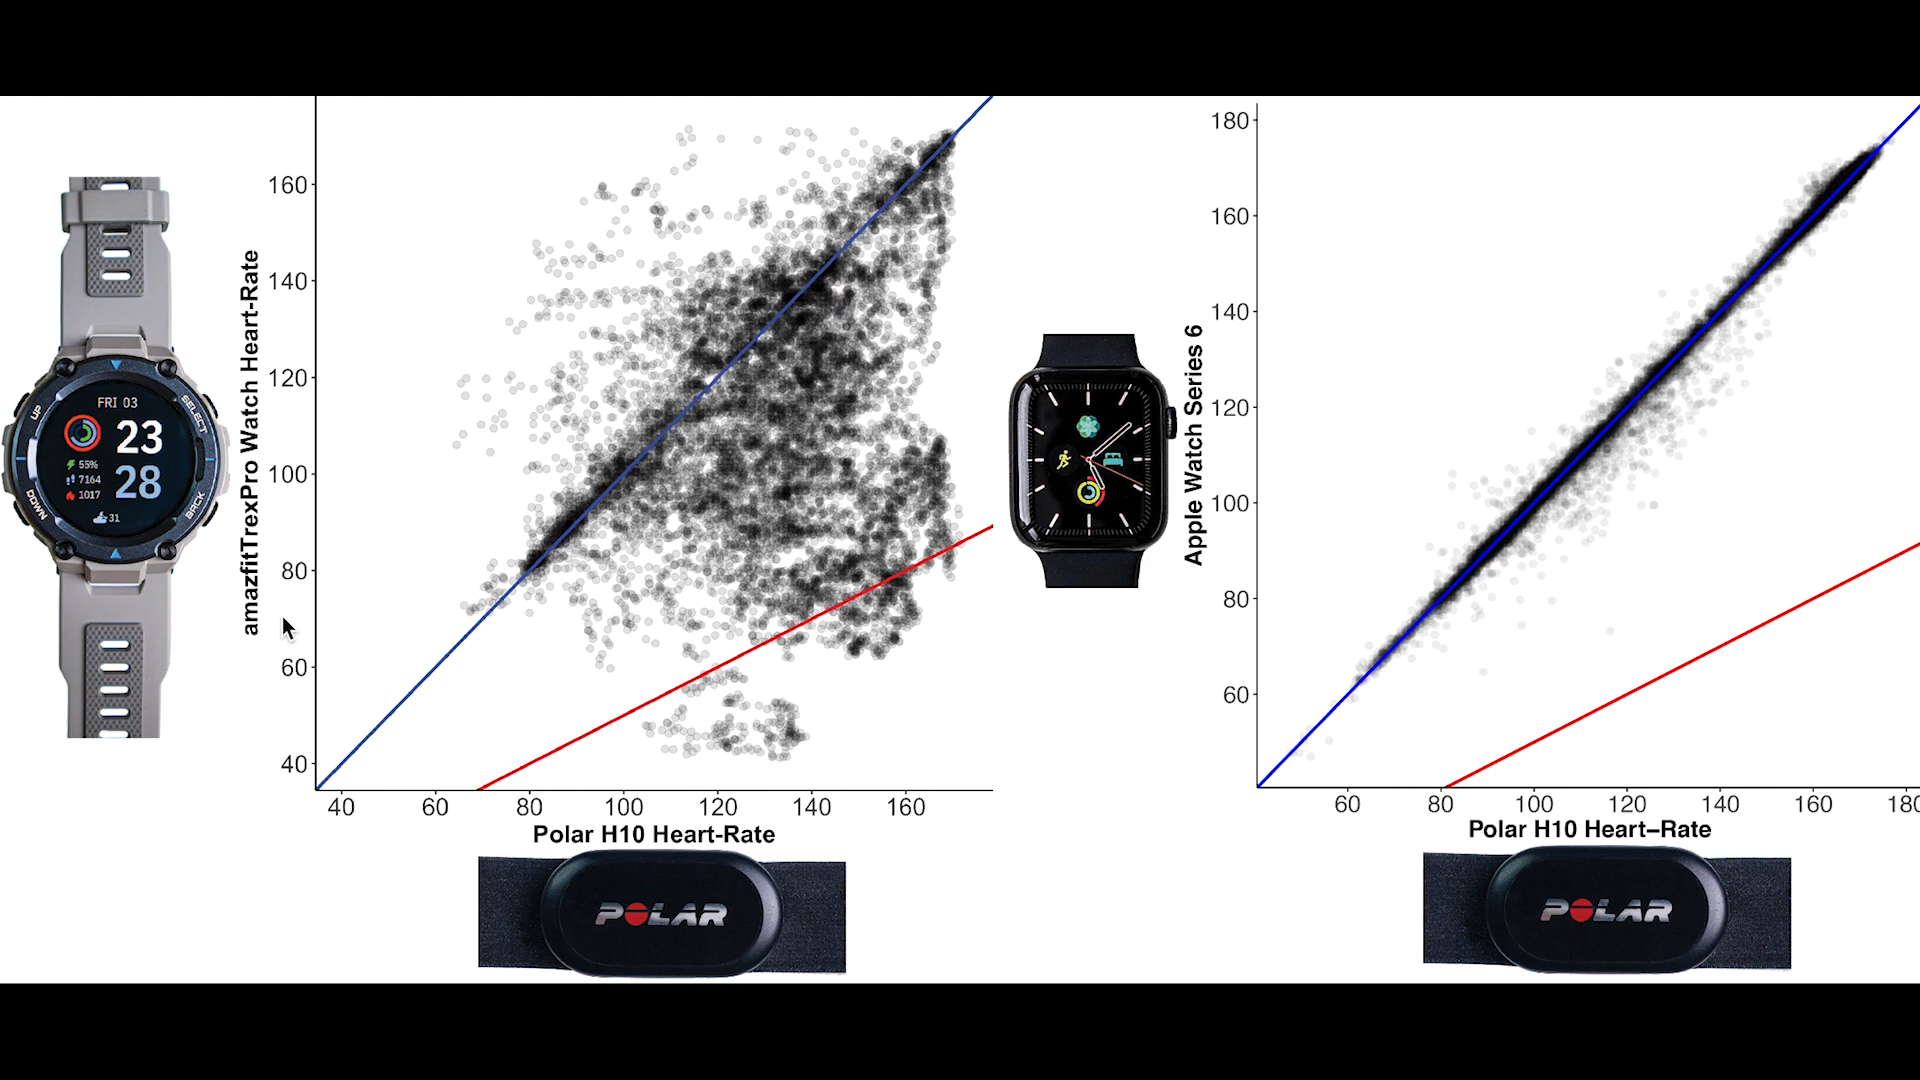 FRI 03
23
28
55%
7164
1017
31
UP
SELECT
DOWN
BACK
amazfitTrexPro Watch Heart-Rate
160
140
120
100
80
60
40
40 60 80 100 120 140 160
Polar H10 Heart-Rate
POLAR
Apple Watch Series 6
180
160
140
120
100
80
60
60 80 100 120 140 160 180
Polar H10 Heart–Rate
POLAR